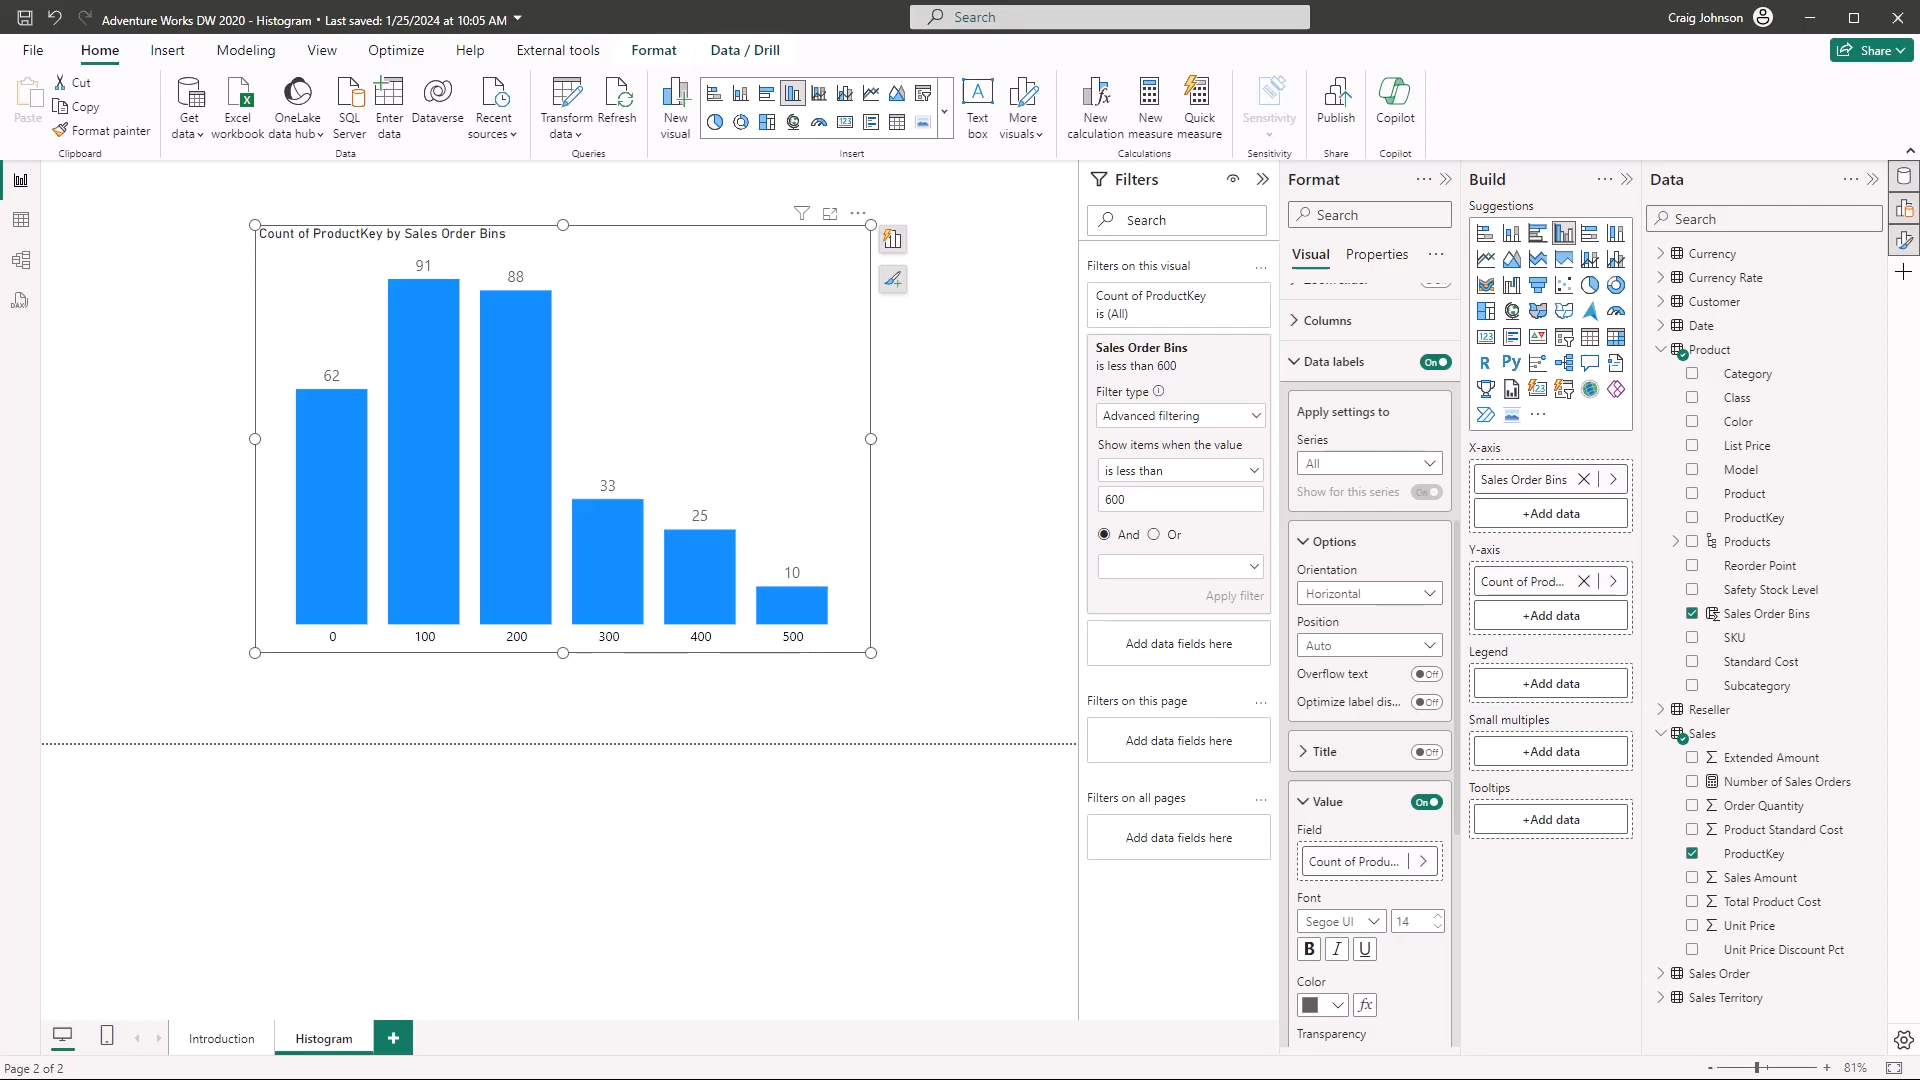 Adventure Works DW 2020 - Histogram • Last saved: 1/25/2024 at 10:05 AM
Search
Craig Johnson
File
Home
Insert
Modeling
View
Optimize
Help
External tools
Format
Data / Drill
Share
Paste
Cut
Copy
Format painter
Clipboard
Get data
Excel workbook
OneLake data hub
SQL Server
Enter data
Dataverse
Recent sources
Data
Transform data
Refresh
Queries
New visual
Text box
More visuals
Insert
New calculation
New measure
Quick measure
Calculations
Sensitivity
Sensitivity
Publish
Share
Copilot
Copilot
DAX
Count of ProductKey by Sales Order Bins
62
91
88
33
25
10
0
100
200
300
400
500
Filters
Search
Filters on this visual
Count of ProductKey
is (All)
Sales Order Bins
is less than 600
Filter type
Advanced filtering
Show items when the value
is less than
600
And
Or
Apply filter
Add data fields here
Filters on this page
Add data fields here
Filters on all pages
Add data fields here
Format
Search
Visual
Properties
Columns
Data labels
On
Apply settings to
Series
All
Show for this series
On
Options
Orientation
Horizontal
Position
Auto
Overflow text
Off
Optimize label dis...
Off
Title
Off
Value
On
Field
Count of Produ...
Font
Segoe UI
14
B
I
U
Color
fx
Transparency
Build
Suggestions
R
Py
X-axis
Sales Order Bins
+Add data
Y-axis
Count of Prod...
+Add data
Legend
+Add data
Small multiples
+Add data
Tooltips
+Add data
Data
Search
Currency
Currency Rate
Customer
Date
Product
Category
Class
Color
List Price
Model
Product
ProductKey
Products
Reorder Point
Safety Stock Level
Sales Order Bins
SKU
Standard Cost
Subcategory
Reseller
Sales
Extended Amount
Number of Sales Orders
Order Quantity
Product Standard Cost
ProductKey
Sales Amount
Total Product Cost
Unit Price
Unit Price Discount Pct
Sales Order
Sales Territory
Introduction
Histogram
Page 2 of 2
81%